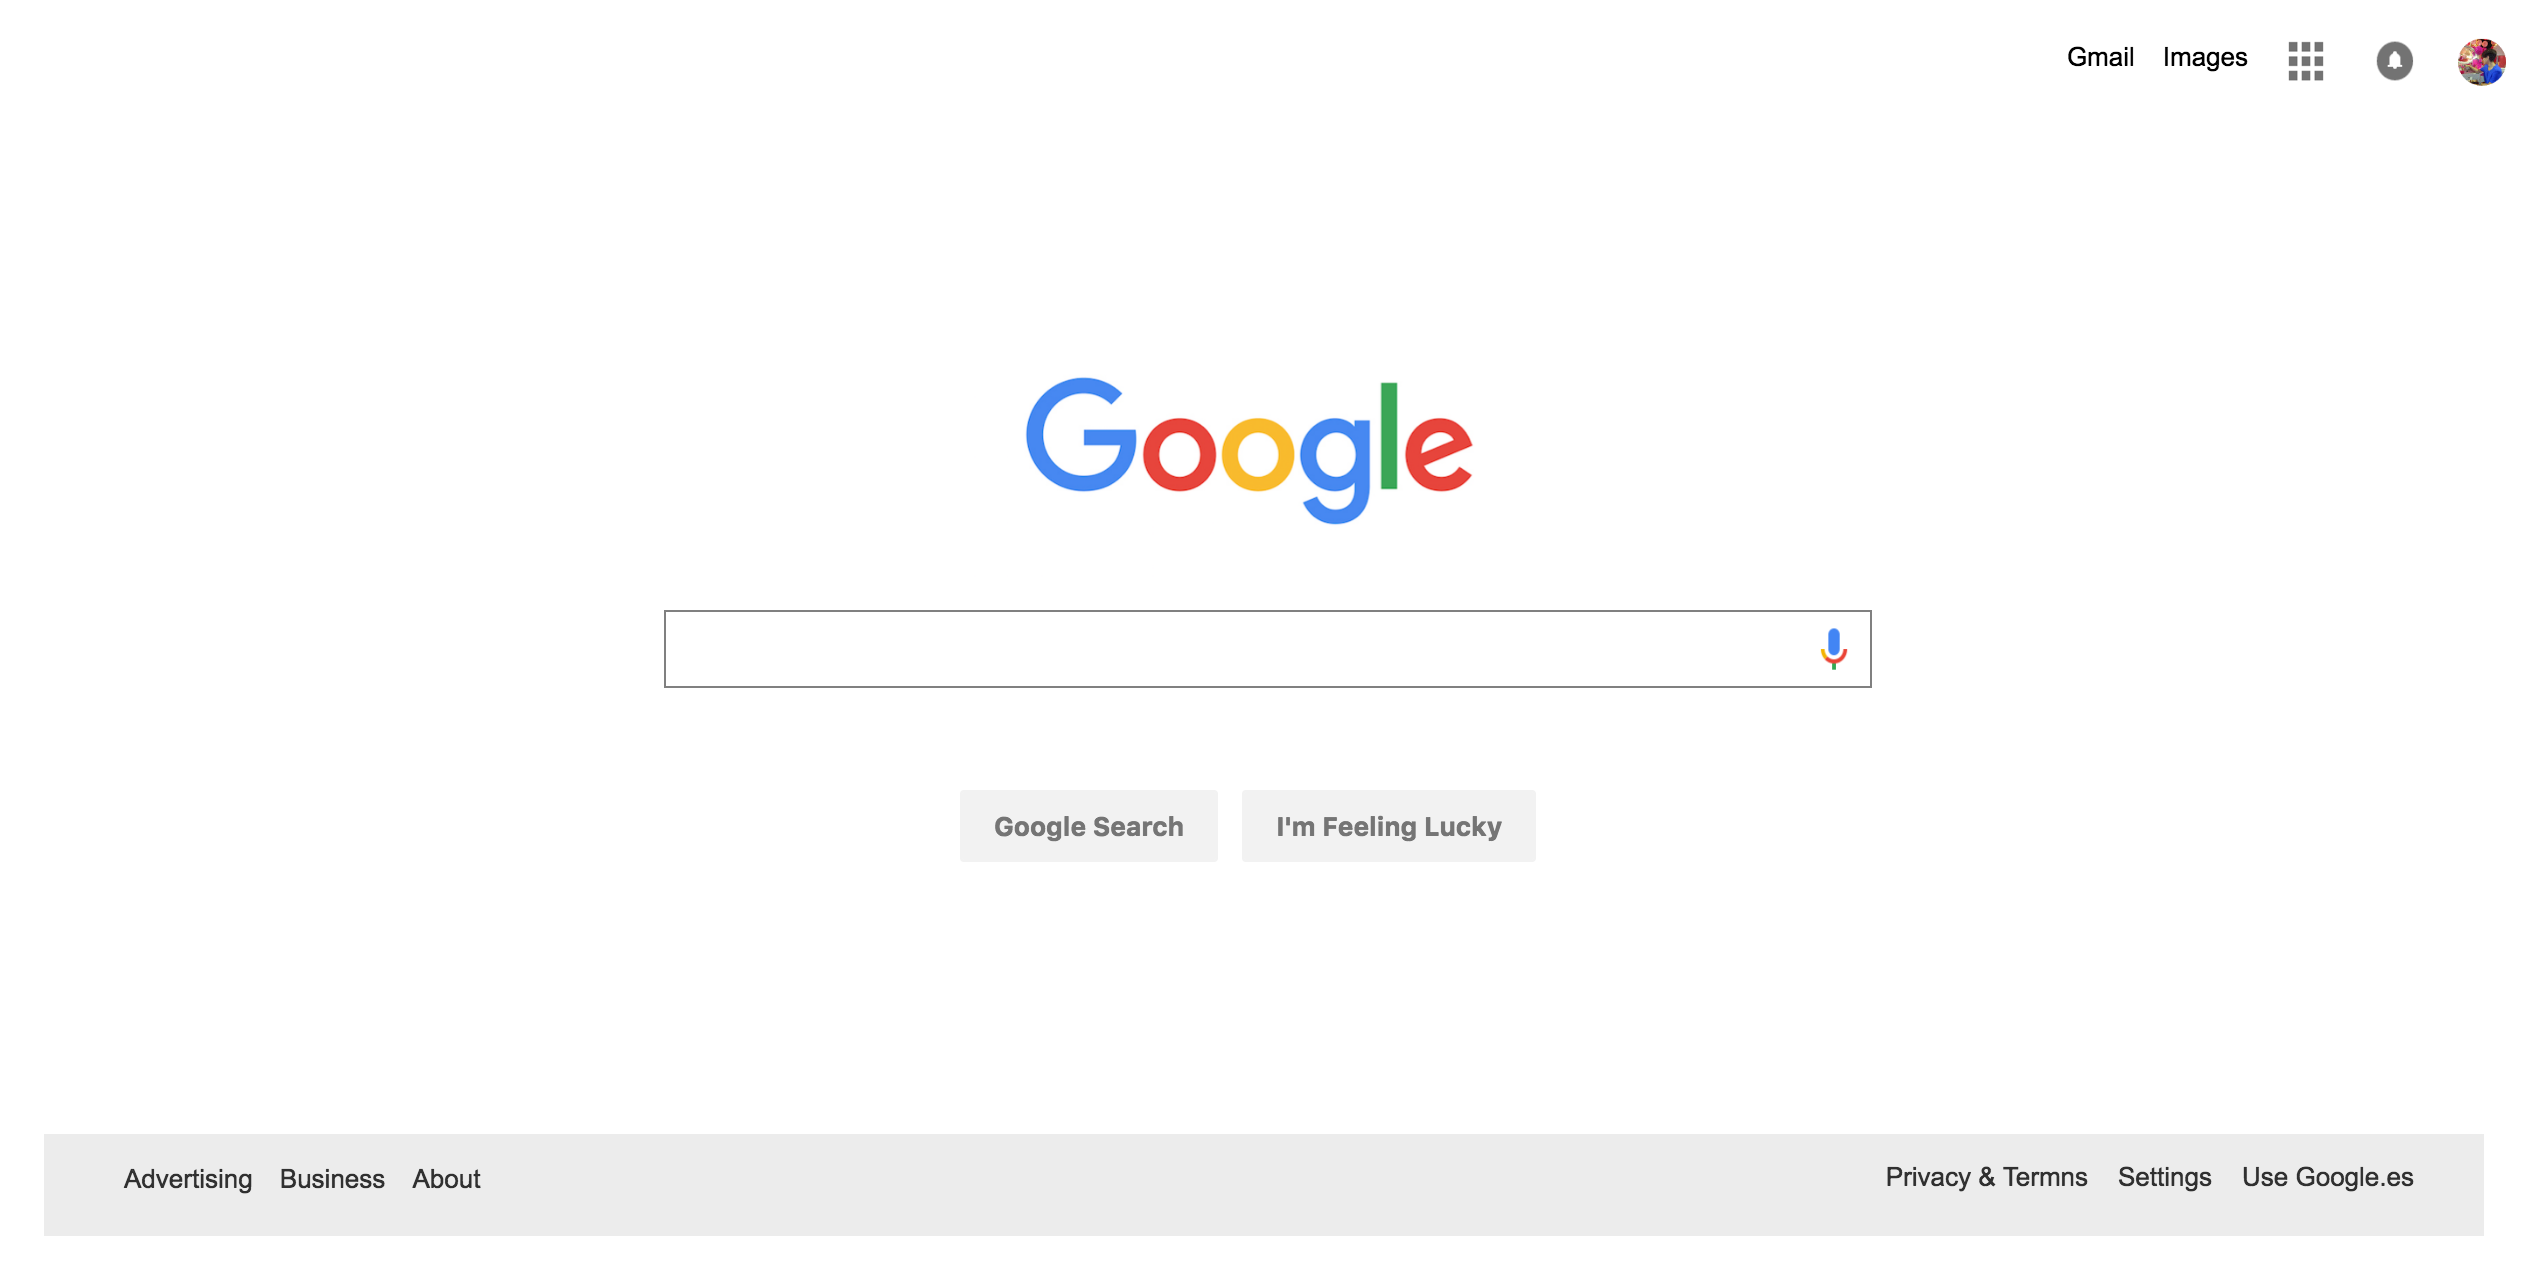 Gmail Images
Google
Google Search I'm Feeling Lucky
Advertising Business About Privacy & Termns Settings Use Google.es